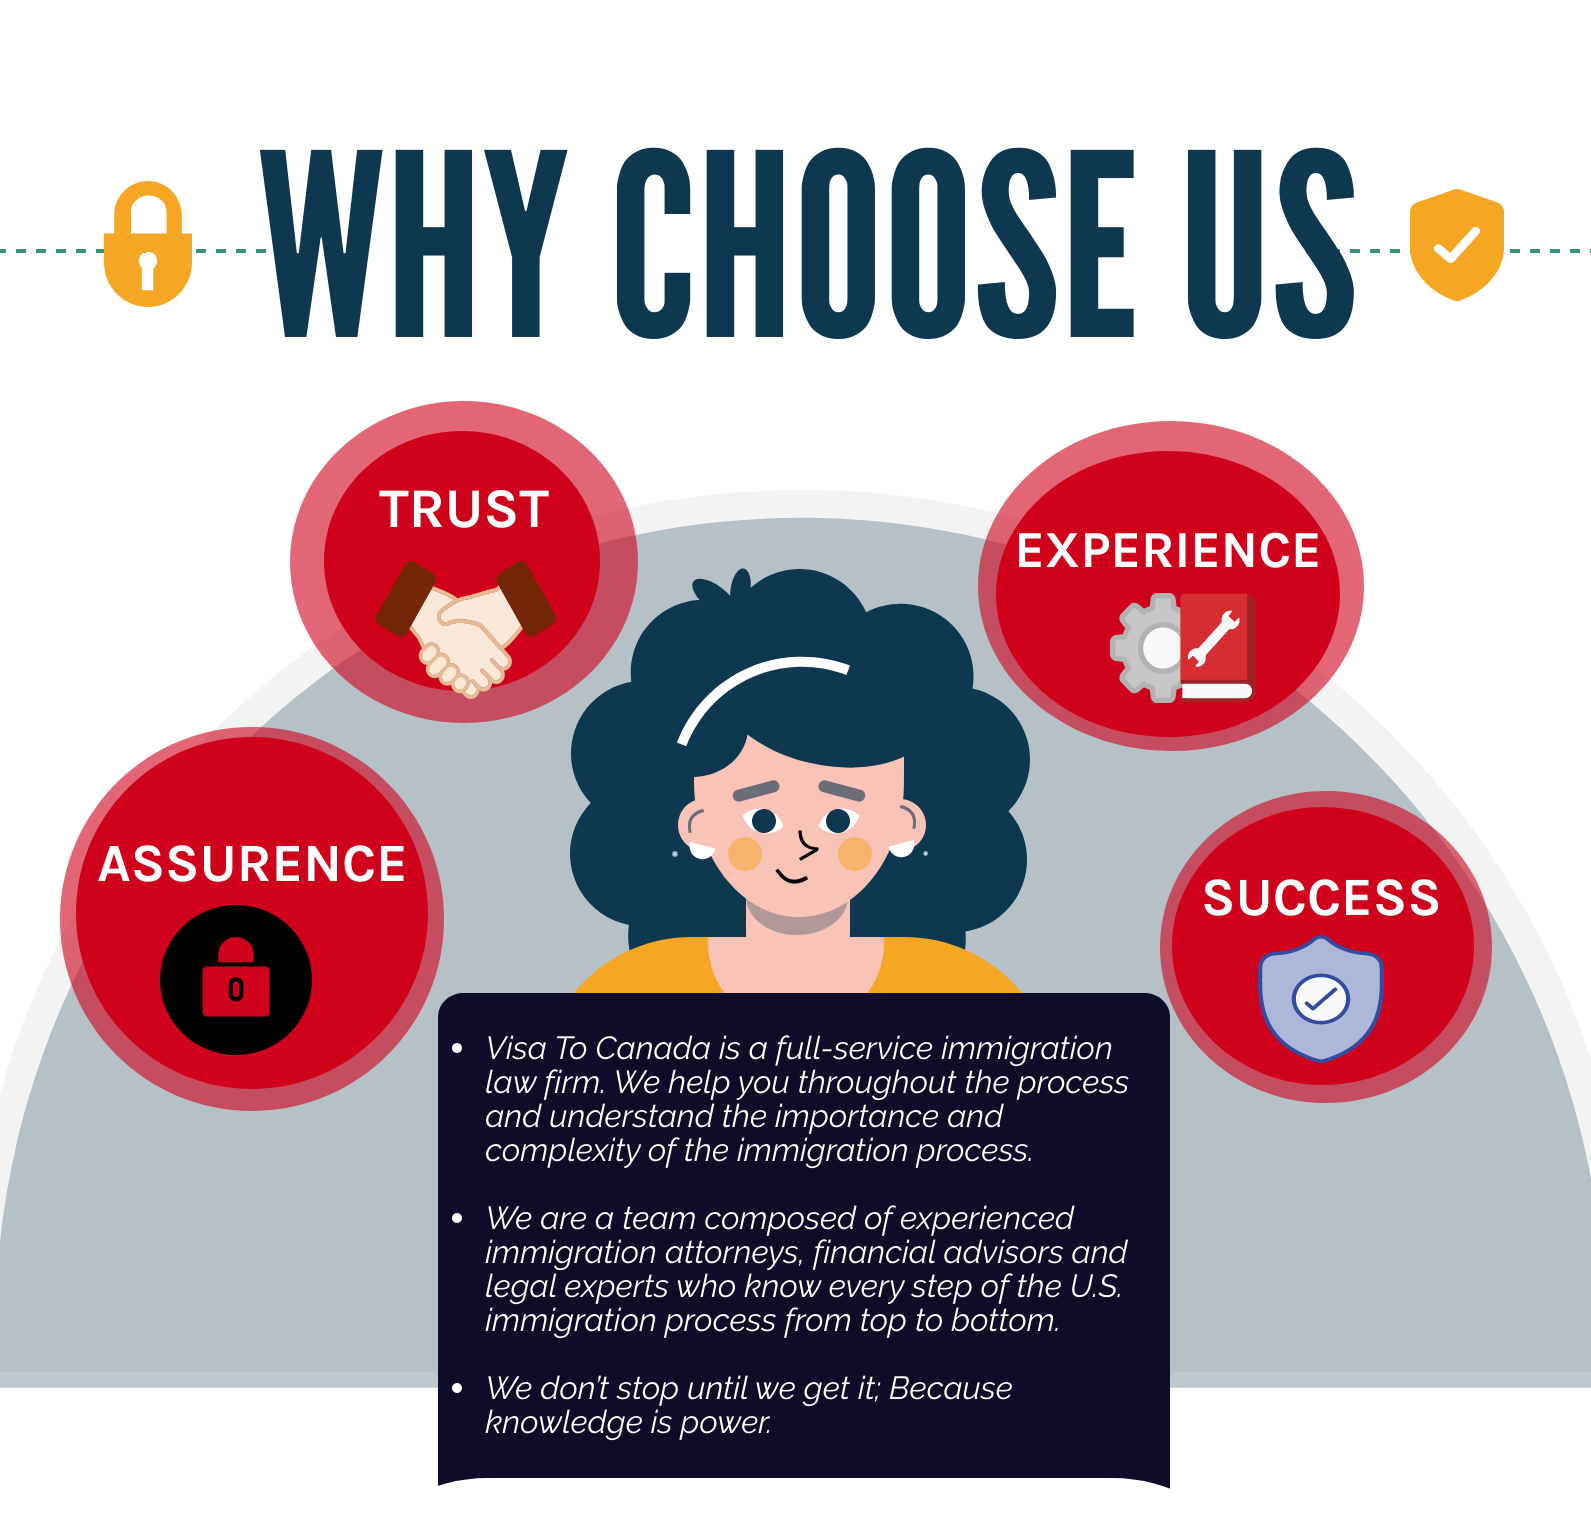 WHY CHOOSE US
TRUST
EXPERIENCE
ASSURENCE
SUCCESS
• Visa To Canada is a full-service immigration
law firm. We help you throughout the process
and understand the importance and
complexity of the immigration process.
• We are a team composed of experienced
immigration attorneys, financial advisors and
legal experts who know every step of the U.S.
immigration process from top to bottom.
• We don't stop until we get it; Because
knowledge is power.